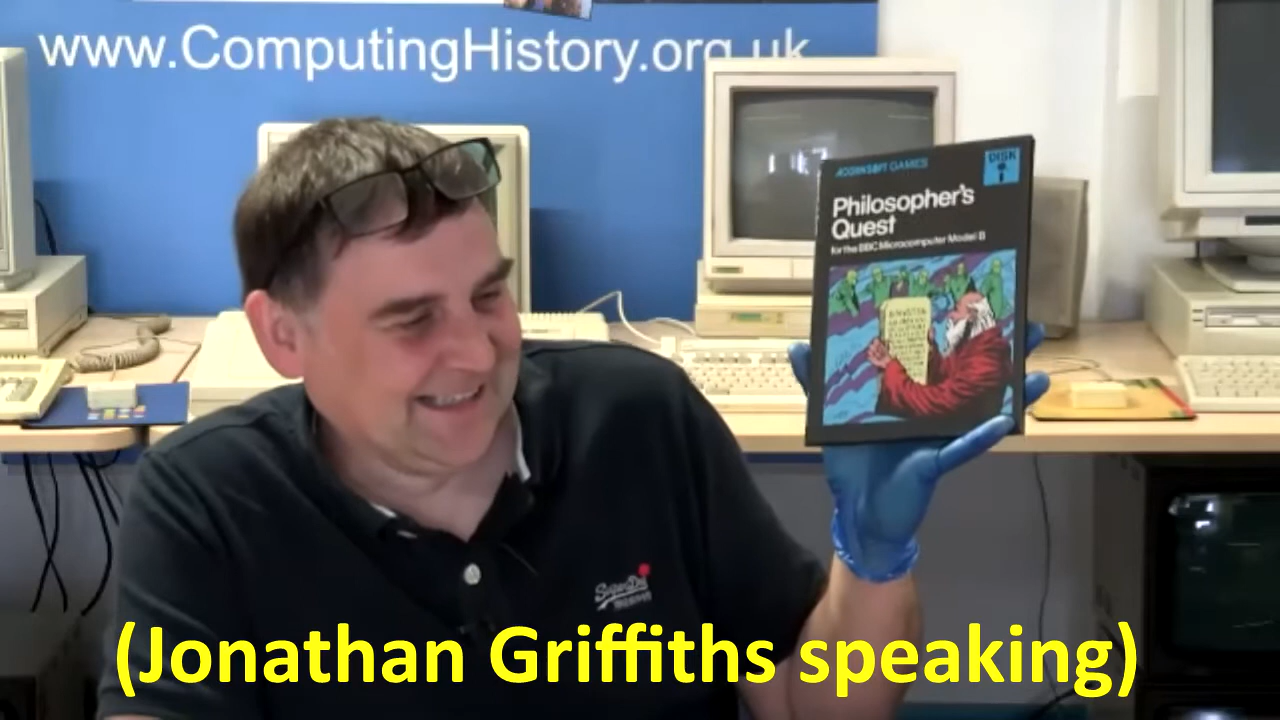 www.ComputingHistory.org.uk
ACORNSOFT GAMES
DISK
Philosopher's
Quest
for the BBC Microcomputer Model B
(Jonathan Griffiths speaking)